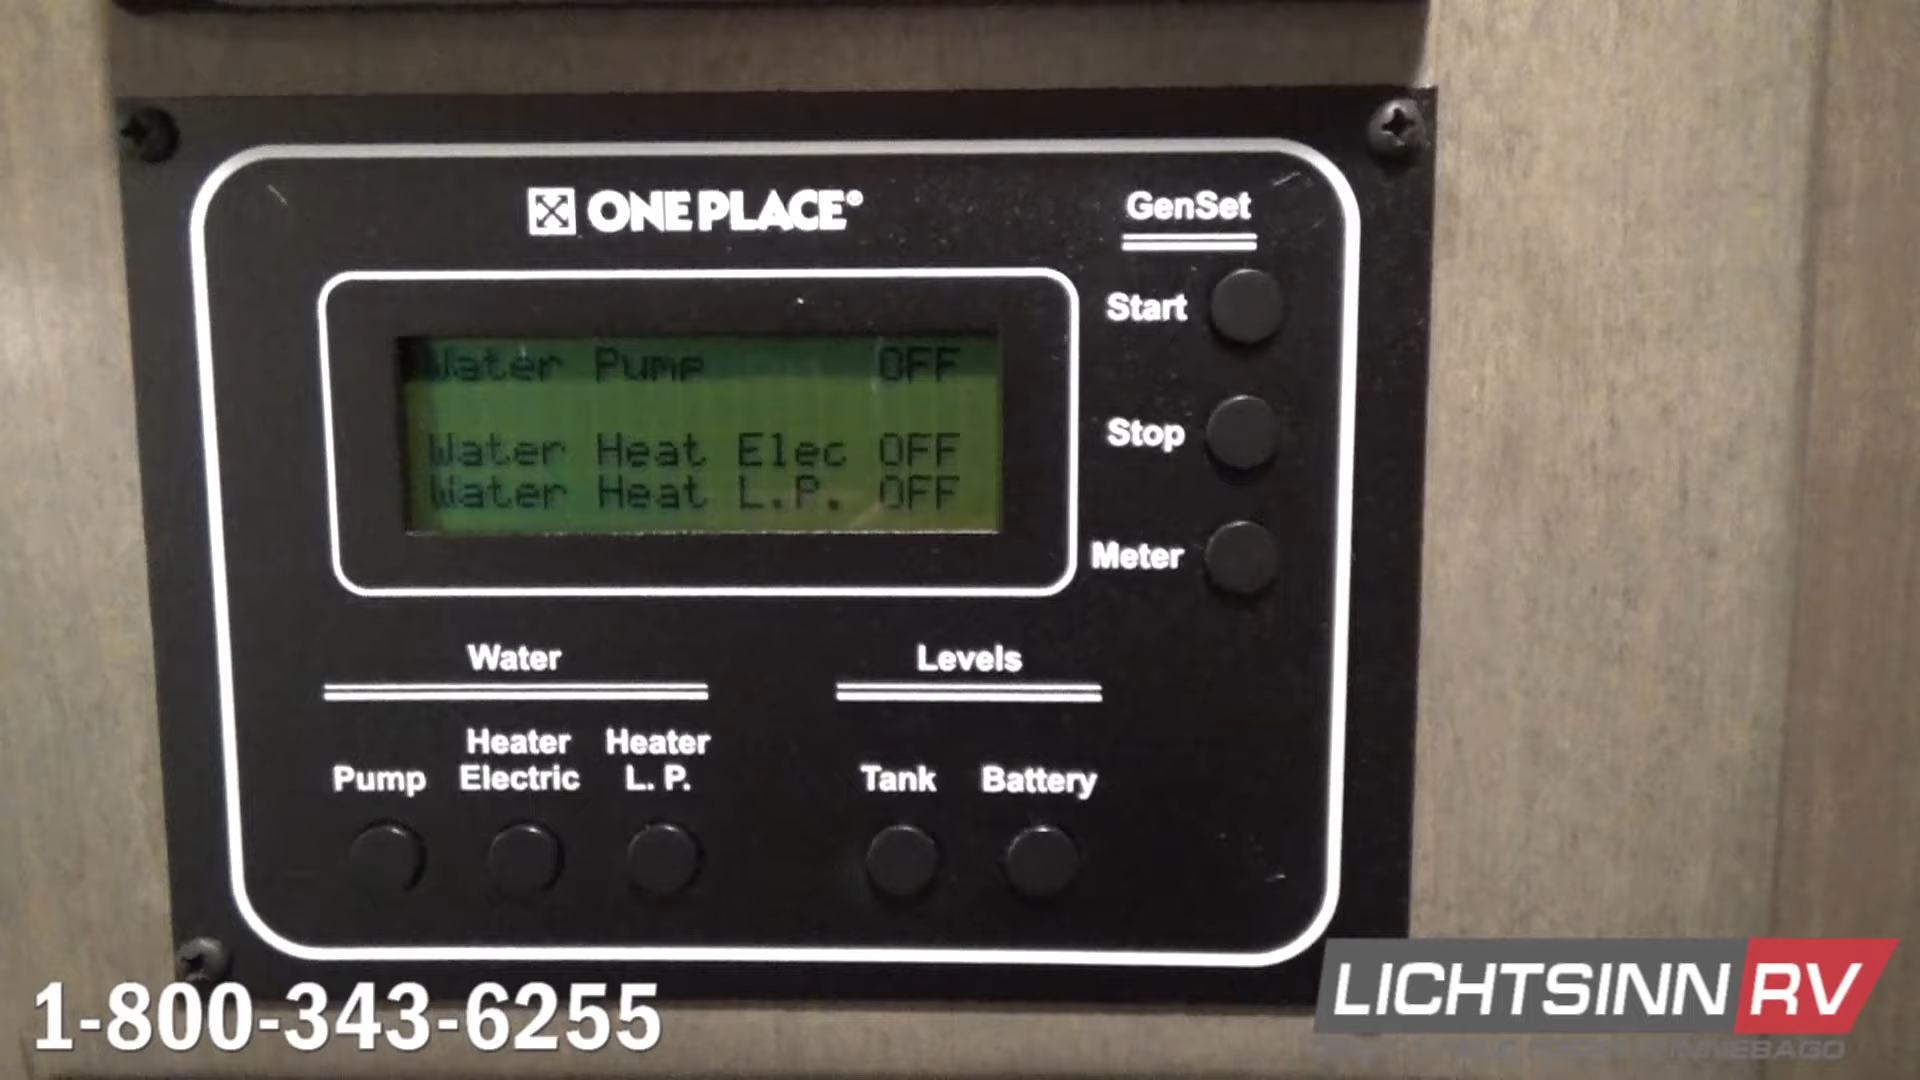 ONE PLACE®
GenSet
Start
Water Pump OFF
Stop
Water Heat Elec OFF
Water Heat L.P. OFF
Meter
Water
Levels
Pump
Heater Electric
Heater L. P.
Tank
Battery
1-800-343-6255
LICHTSINN RV